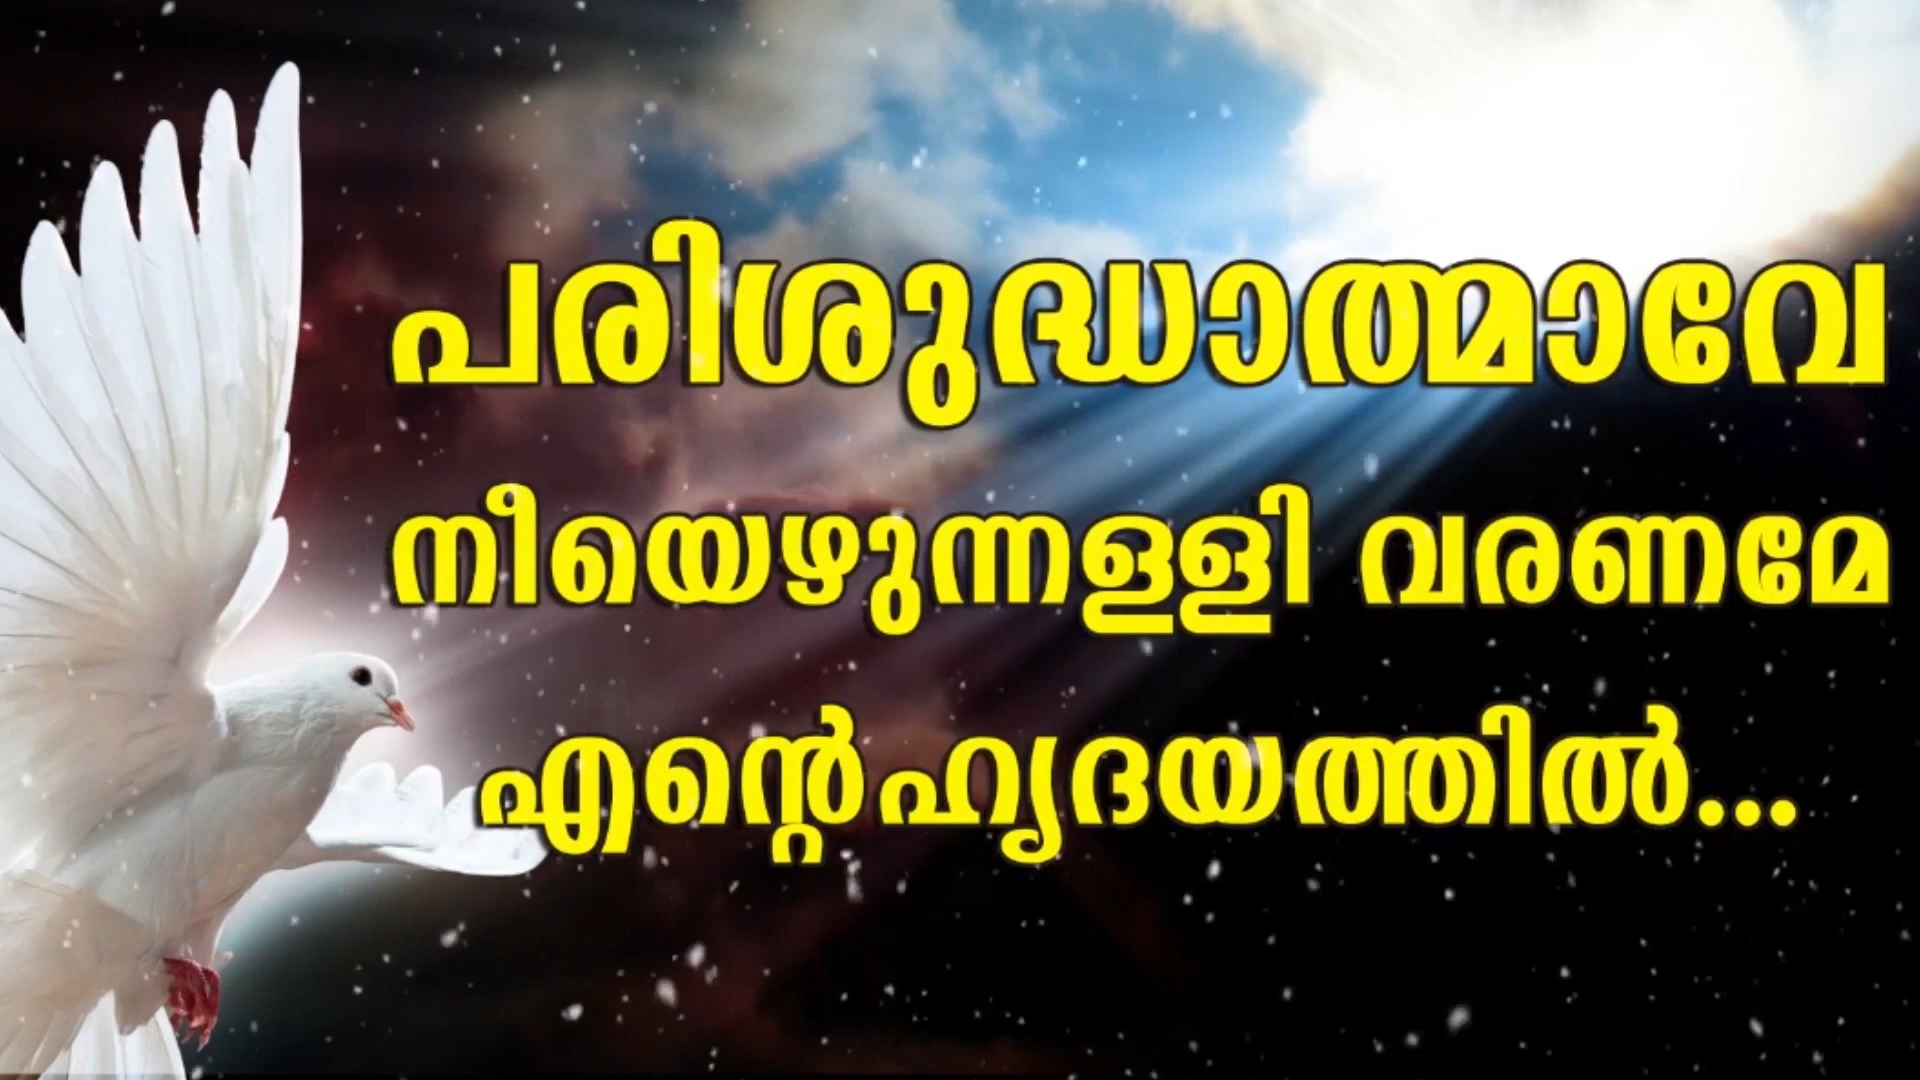 പരിശുദ്ധാത്മാവേ
നീയെഴുന്നള്ളി വരണമേ
എന്റെഹൃദയത്തിൽ...